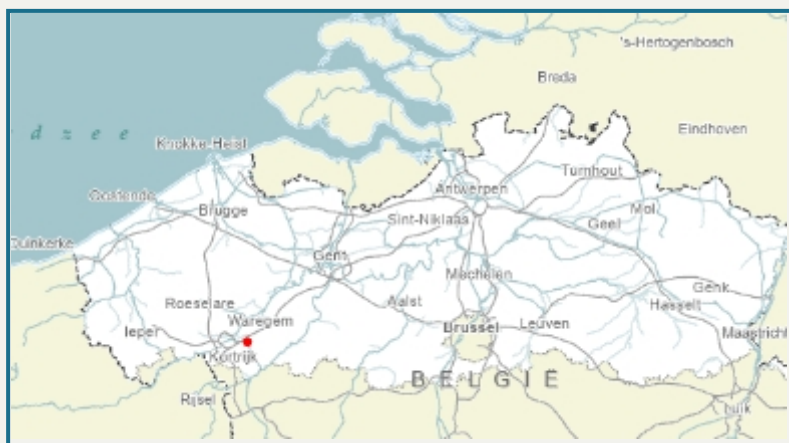 's-Hertogenbosch
Breda
d z e e
Eindhoven
Knokke-Heist
Turnhout
Antwerpen
Oostende
Mol
Brugge
Sint-Niklaas
Geel
Duinkerke
Gent
Mechelen
Genk
Roeselare
Aalst
Hasselt
Waregem
Ieper
Brussel
Leuven
Maastricht
Kortrijk
BELGIË
Rijsel
Luik